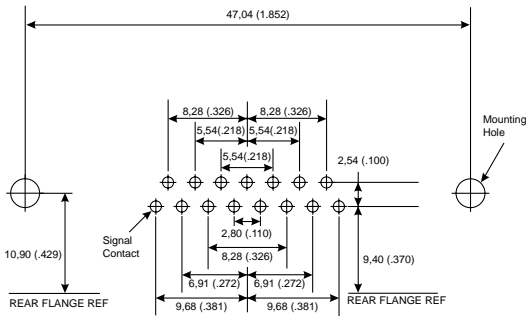 47,04 (1.852)
8,28 (.326) 8,28 (.326)
Mounting
Hole
5,54(.218) 5,54(.218)
5,54(.218)
2,54 (.100)
Signal
Contact
2,80 (.110)
10,90 (.429)
8,28 (.326)
9,40 (.370)
6,91 (.272) 6,91 (.272)
REAR FLANGE REF REAR FLANGE REF
9,68 (.381) 9,68 (.381)